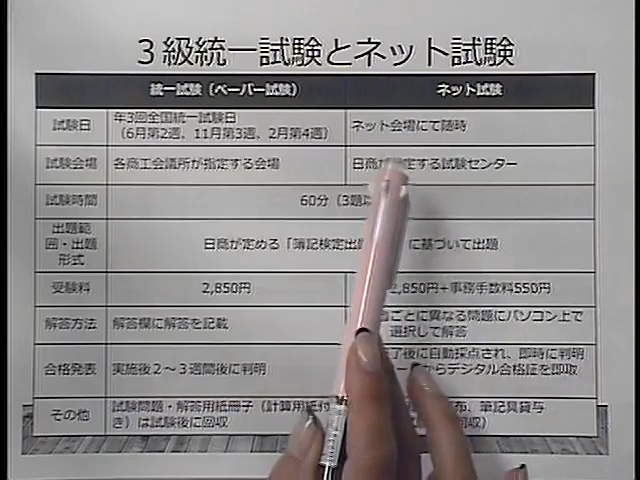 3級統一試験とネット試験
統一試験（ペーパー試験） ネット試験
試験日 年3回全国統一試験日
（6月第2週、11月第3週、2月第4週） ネット会場にて随時
試験会場 各商工会議所が指定する会場 日商が 定する試験センター
試験時間 60分（3題
出題範
囲・出題
形式 日商が定める「簿記検定出 に基づいて出題
受験料 2,850円 2,850円+事務手数料550円
解答方法 解答欄に解答を記載 ごとに異なる問題にパソコン上で
選択して解答
合格発表 実施後2～3週間後に判明 了後に自動採点され、即時に判明
からデジタル合格証を即取
その他 試験問題・解答用紙冊子（計算用紙付
き）は試験後に回収 布、筆記具貸与
回収）